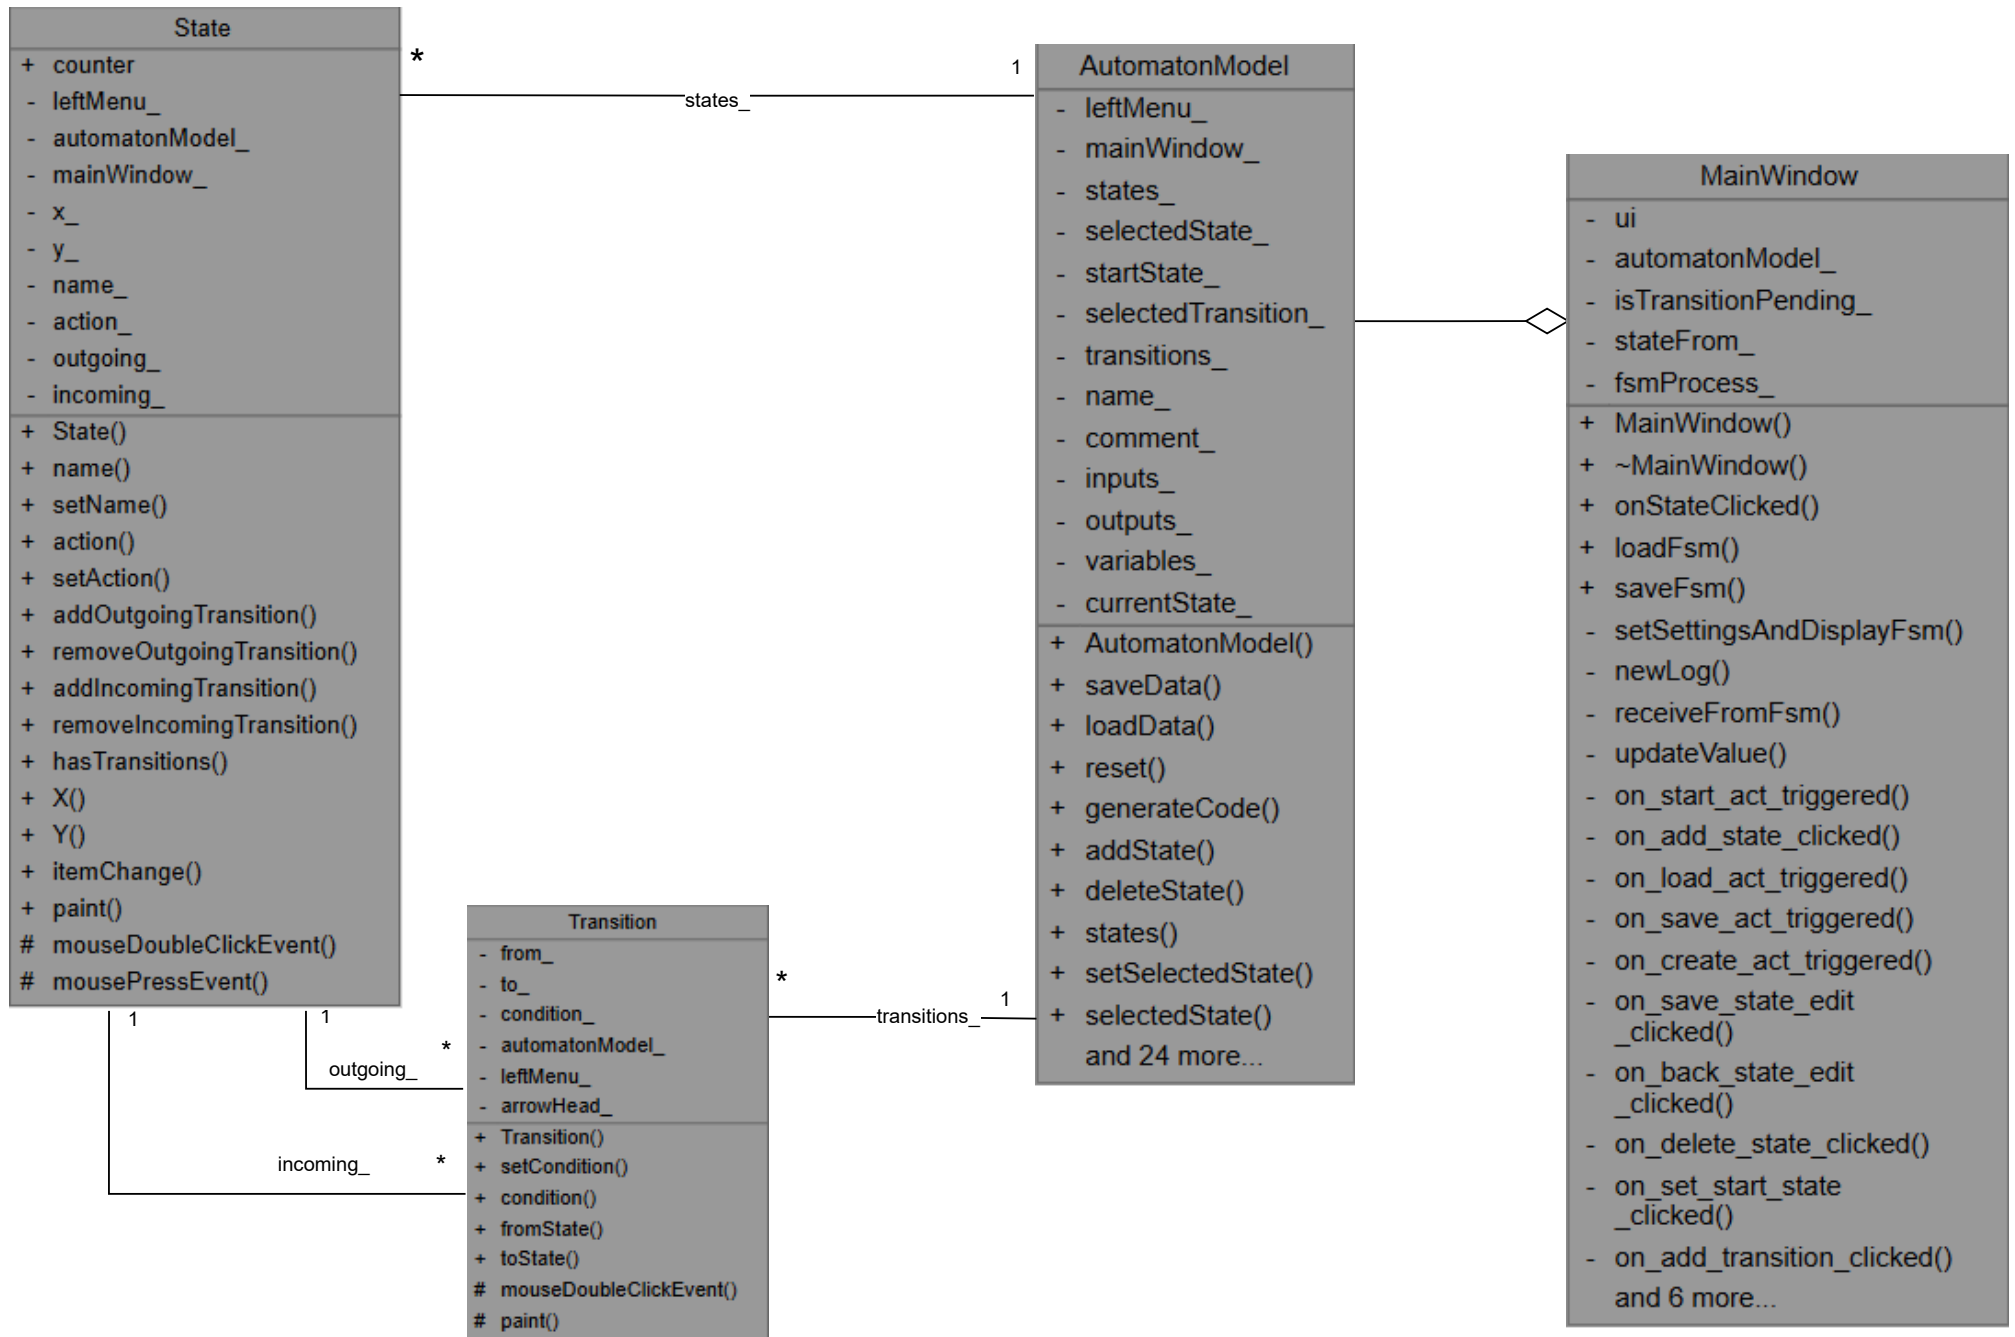 State
+ counter
- leftMenu_
- automatonModel_
- mainWindow_
- x_
- y_
- name_
- action_
- outgoing_
- incoming_
+ State()
+ name()
+ setName()
+ action()
+ setAction()
+ addOutgoingTransition()
+ removeOutgoingTransition()
+ addIncomingTransition()
+ removeIncomingTransition()
+ hasTransitions()
+ X()
+ Y()
+ itemChange()
+ paint()
# mouseDoubleClickEvent()
# mousePressEvent()
*
states_
1
1
outgoing_
*
1
incoming_
*
Transition
- from_
- to_
- condition_
- automatonModel_
- leftMenu_
- arrowHead_
+ Transition()
+ setCondition()
+ condition()
+ fromState()
+ toState()
# mouseDoubleClickEvent()
# paint()
*
transitions_
1
AutomatonModel
- leftMenu_
- mainWindow_
- states_
- selectedState_
- startState_
- selectedTransition_
- transitions_
- name_
- comment_
- inputs_
- outputs_
- variables_
- currentState_
+ AutomatonModel()
+ saveData()
+ loadData()
+ reset()
+ generateCode()
+ addState()
+ deleteState()
+ states()
+ setSelectedState()
+ selectedState()
and 24 more...
MainWindow
- ui
- automatonModel_
- isTransitionPending_
- stateFrom_
- fsmProcess_
+ MainWindow()
+ ~MainWindow()
+ onStateClicked()
+ loadFsm()
+ saveFsm()
- setSettingsAndDisplayFsm()
- newLog()
- receiveFromFsm()
- updateValue()
- on_start_act_triggered()
- on_add_state_clicked()
- on_load_act_triggered()
- on_save_act_triggered()
- on_create_act_triggered()
- on_save_state_edit
_clicked()
- on_back_state_edit
_clicked()
- on_delete_state_clicked()
- on_set_start_state
_clicked()
- on_add_transition_clicked()
and 6 more...